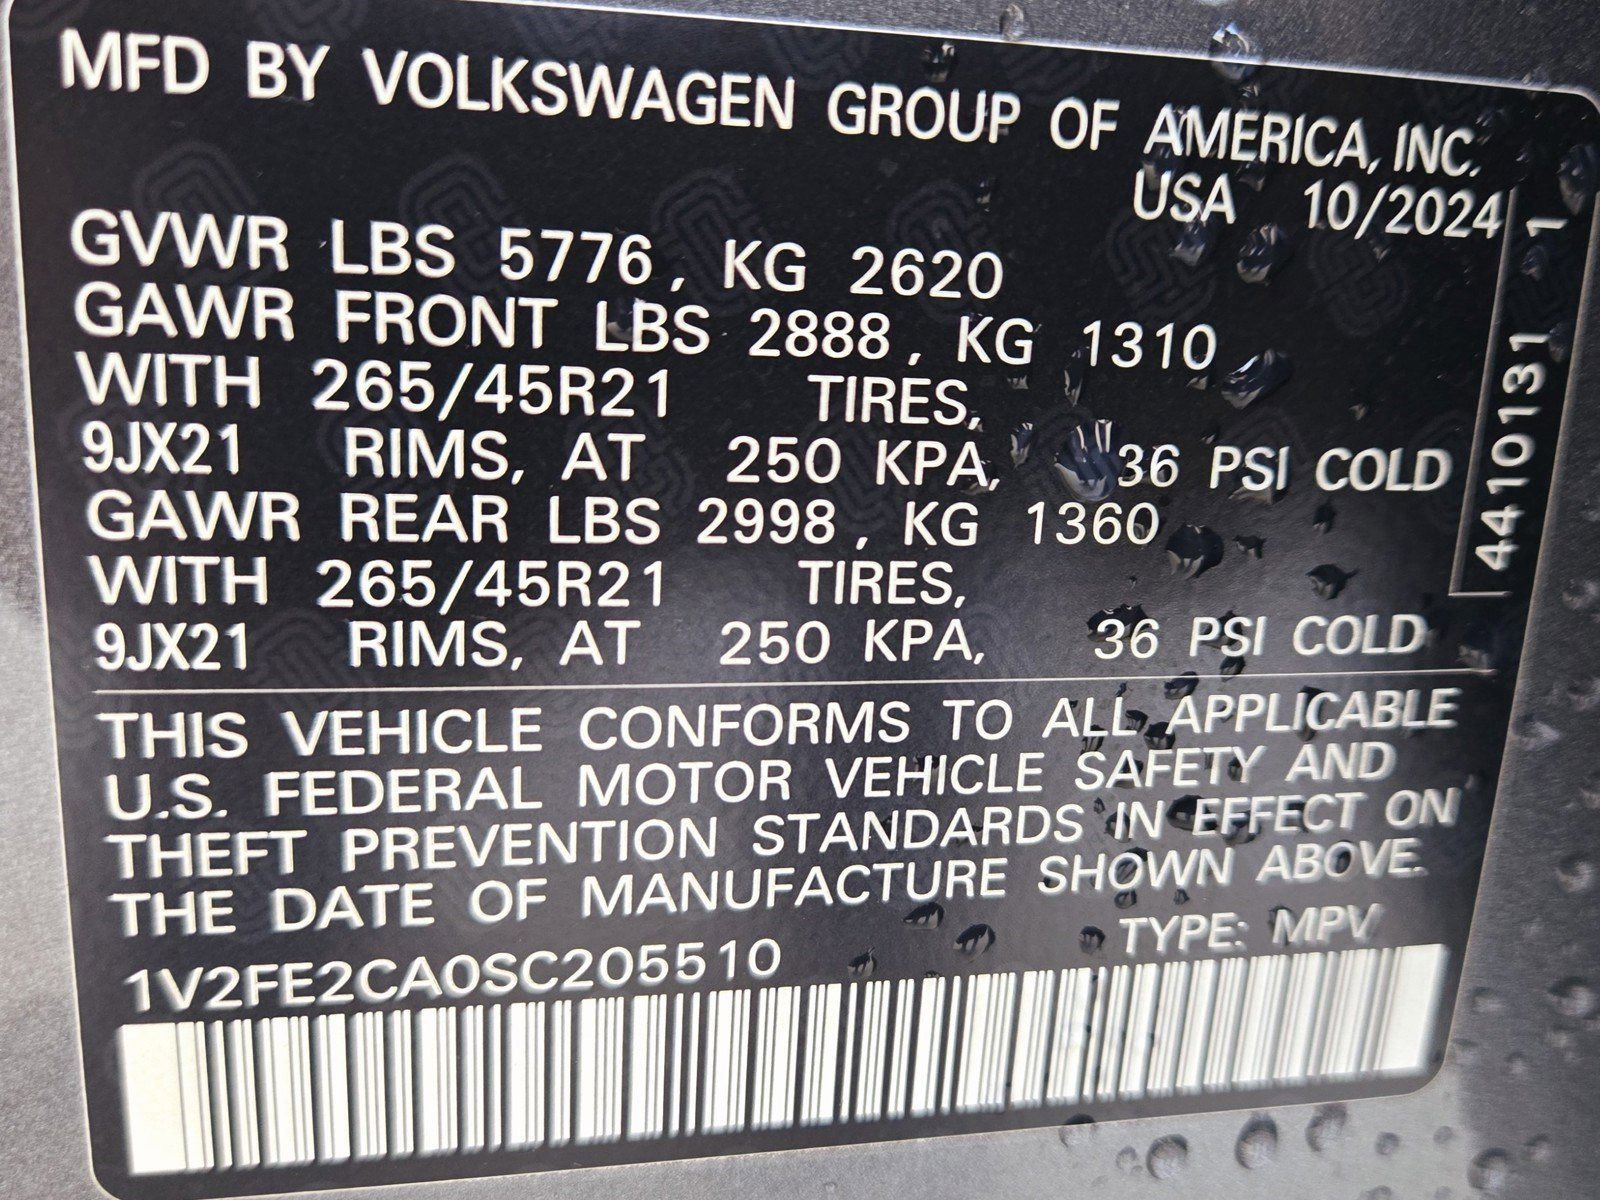 MFD BY VOLKSWAGEN GROUP OF AMERICA, INC.
USA 10/2024
GVWR LBS 5776, KG 2620
GAWR FRONT LBS 2888, KG 1310
WITH 265/45R21 TIRES,
9JX21 RIMS, AT 250 KPA, 36 PSI COLD
GAWR REAR LBS 2998, KG 1360
WITH 265/45R21 TIRES,
9JX21 RIMS, AT 250 KPA, 36 PSI COLD
THIS VEHICLE CONFORMS TO ALL APPLICABLE
U.S. FEDERAL MOTOR VEHICLE SAFETY AND
THEFT PREVENTION STANDARDS IN EFFECT ON
THE DATE OF MANUFACTURE SHOWN ABOVE.
1V2FE2CA0SC205510 TYPE: MPV
4410131 1